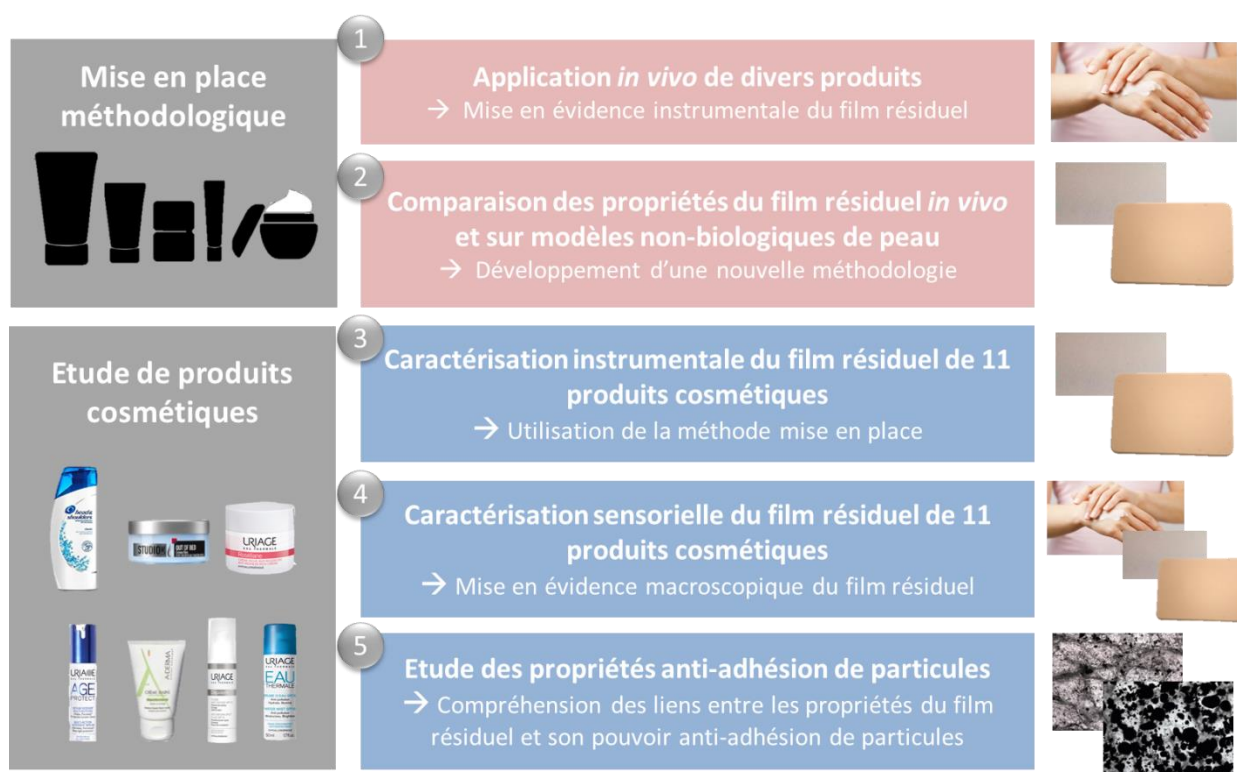 Mise en place
méthodologique
1
Application in vivo de divers produits
→ Mise en évidence instrumentale du film résiduel
2
Comparaison des propriétés du film résiduel in vivo
et sur modèles non-biologiques de peau
→ Développement d'une nouvelle méthodologie
Etude de produits
cosmétiques
head &
shoulders
STUDIO
OUT OF BED
URIAGE
EAU THERMALE
URIAGE
AGE
PROTECT
A-DERMA
URIAGE
URIAGE
EAU
THERMALE
3
Caractérisation instrumentale du film résiduel de 11
produits cosmétiques
→ Utilisation de la méthode mise en place
4
Caractérisation sensorielle du film résiduel de 11
produits cosmétiques
→ Mise en évidence macroscopique du film résiduel
5
Etude des propriétés anti-adhésion de particules
→ Compréhension des liens entre les propriétés du film
résiduel et son pouvoir anti-adhésion de particules